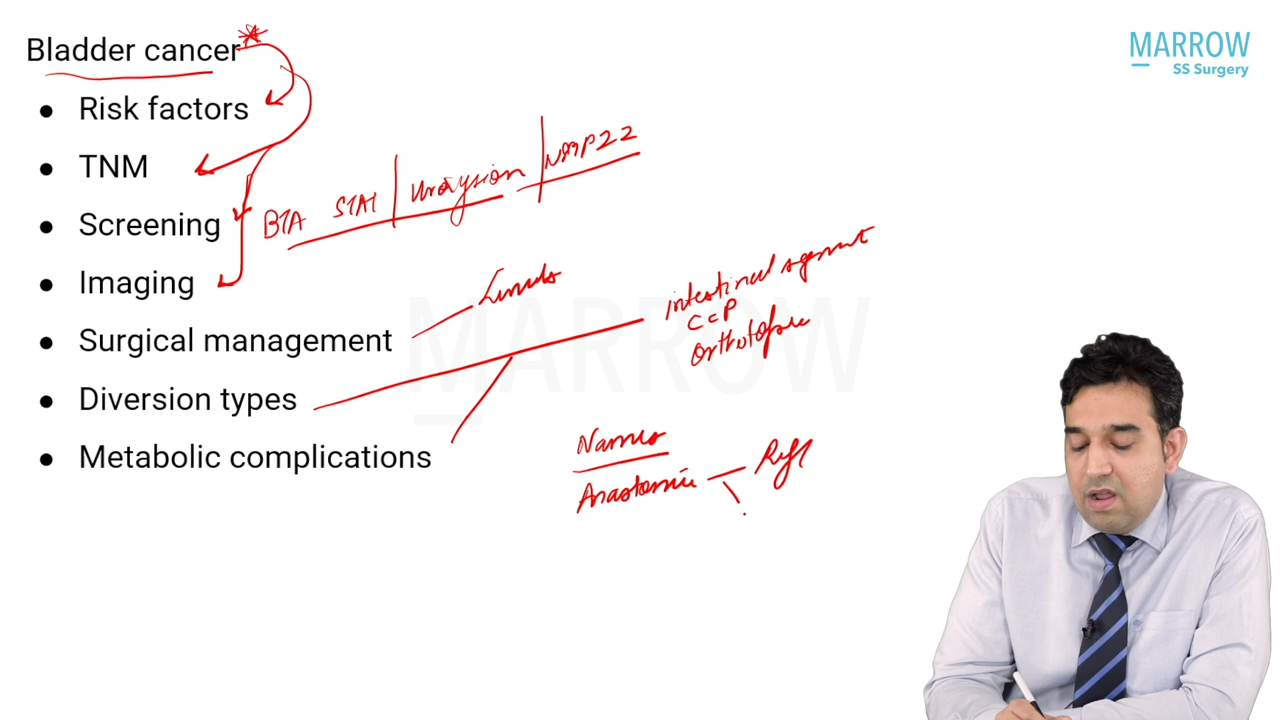 Bladder cancer*
MARROW
SS Surgery
Risk factors
TNM
Screening
BTA STAT | Urovysion | NMP22
Imaging
Surgical management
Limits
Diversion types
intestinal segment
CCP
Orthotopic
Metabolic complications
Names
Anastomosis
Refl
MARROW